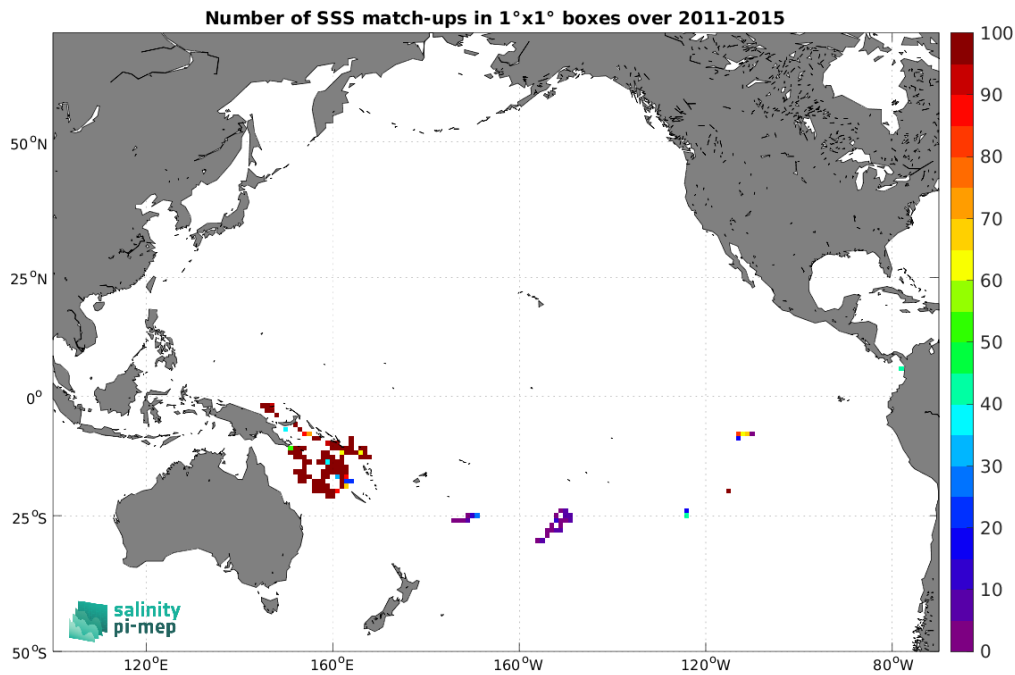 Number of SSS match-ups in 1°x1° boxes over 2011-2015
100
90
80
70
60
50
40
30
20
10
0
50°N
25°N
0°
25°S
50°S
120°E
160°E
160°W
120°W
80°W
salinity
pi-mep